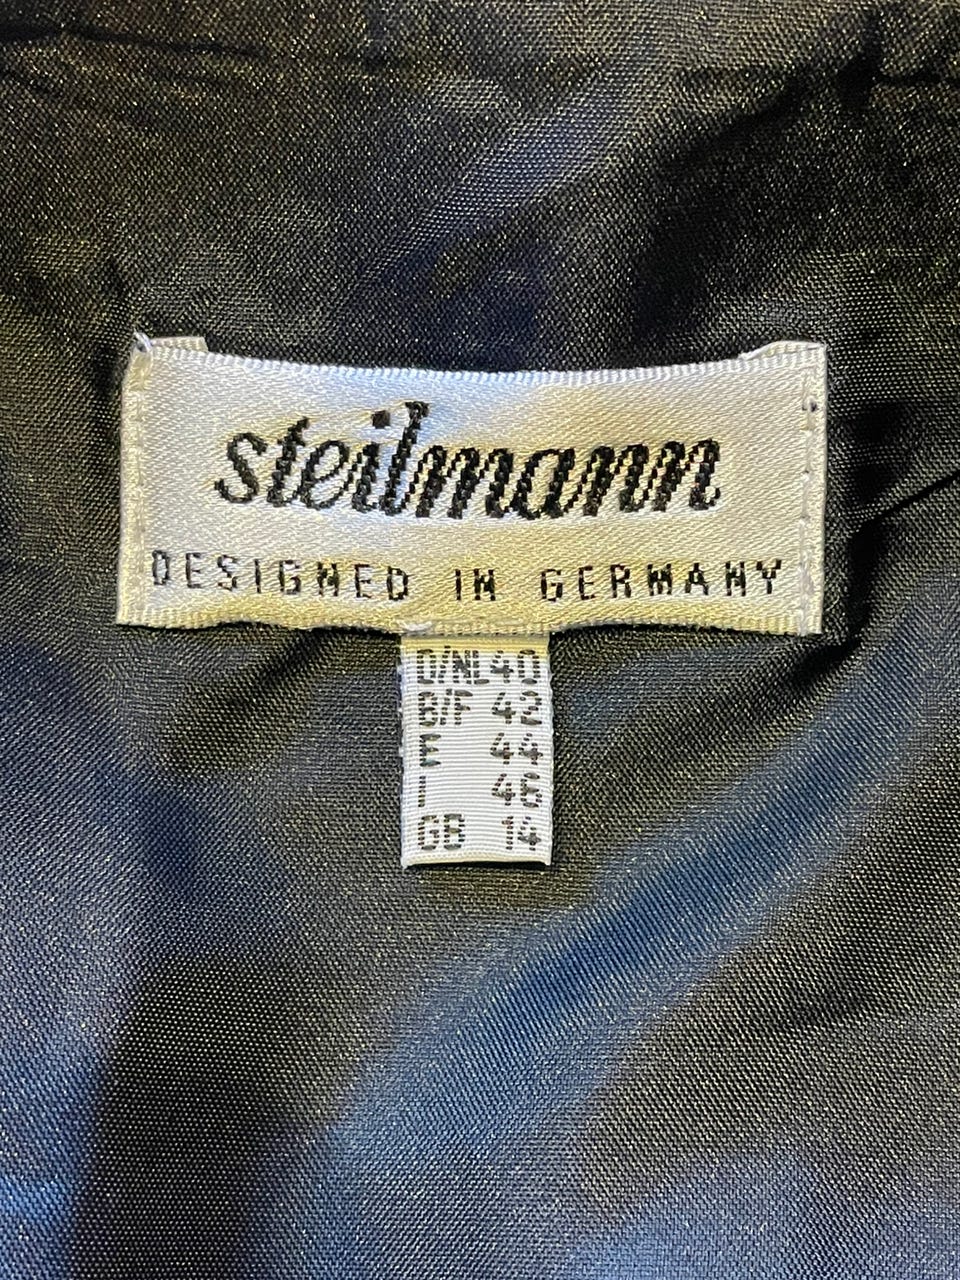 steilmann
DESIGNED IN GERMANY
D/NL 40
B/F 42
E 44
I 46
GB 14